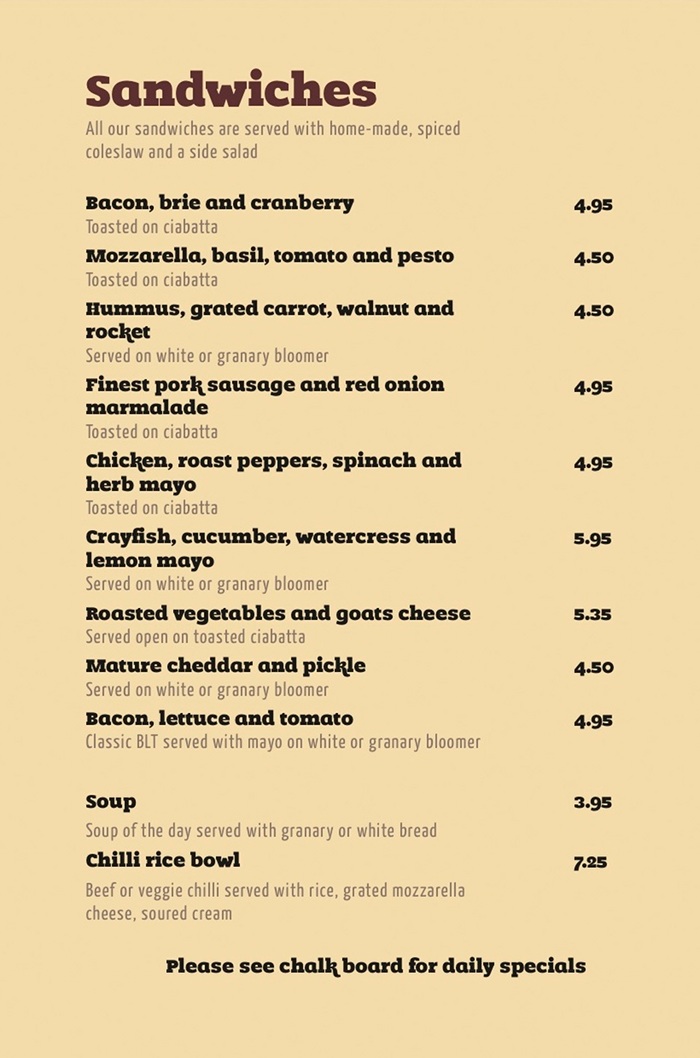 Sandwiches
All our sandwiches are served with home-made, spiced
coleslaw and a side salad
Bacon, brie and cranberry 4.95
Toasted on ciabatta
Mozzarella, basil, tomato and pesto 4.50
Toasted on ciabatta
Hummus, grated carrot, walnut and 4.50
rocket
Served on white or granary bloomer
Finest pork sausage and red onion 4.95
marmalade
Toasted on ciabatta
Chicken, roast peppers, spinach and 4.95
herb mayo
Toasted on ciabatta
Crayfish, cucumber, watercress and 5.95
lemon mayo
Served on white or granary bloomer
Roasted vegetables and goats cheese 5.35
Served open on toasted ciabatta
Mature cheddar and pickle 4.50
Served on white or granary bloomer
Bacon, lettuce and tomato 4.95
Classic BLT served with mayo on white or granary bloomer
Soup 3.95
Soup of the day served with granary or white bread
Chilli rice bowl 7.25
Beef or veggie chilli served with rice, grated mozzarella
cheese, soured cream
Please see chalk board for daily specials